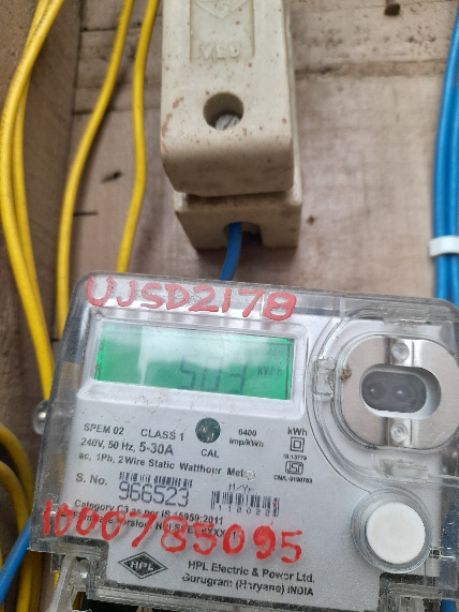 UJSD2178
503
kWh
SPEM 02 CLASS 1
6400 imp/kWh
kWh
240V, 50 Hz, 5-30A
CAL
ac, 1Ph, 2Wire Static Watthour Meter
S. No.
966523
1000785095
HPL
HPL Electric & Power Ltd.
Gurugram (Haryana) INDIA